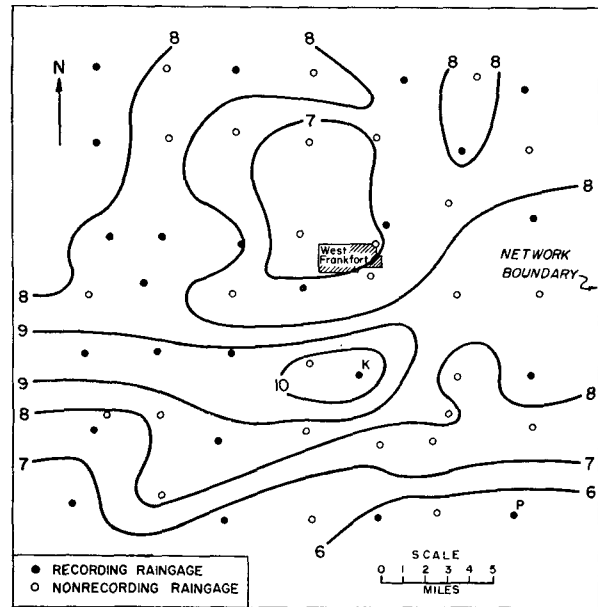 8
8
8
8
N
7
8
West
Frankfort
NETWORK
BOUNDARY
8
9
K
9
10
8
8
7
7
6
P
6
● RECORDING RAINGAGE
○ NONRECORDING RAINGAGE
SCALE
0 1 2 3 4 5
MILES